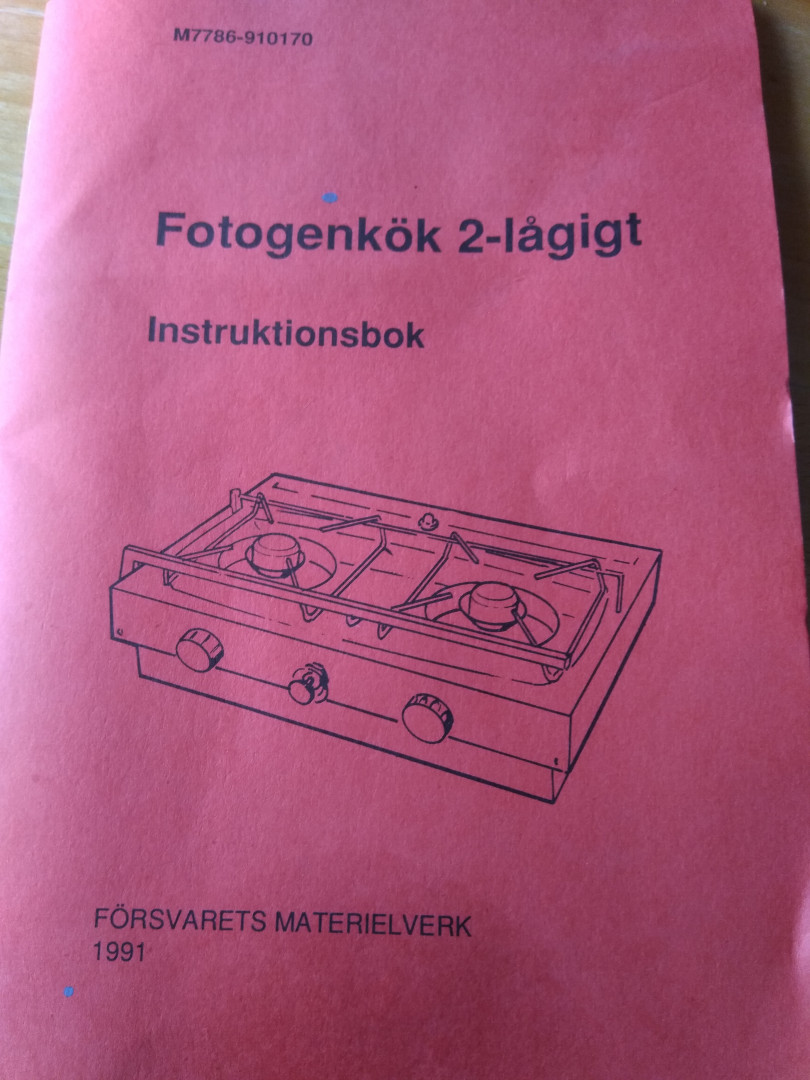 M7786-910170
Fotogenkök 2-lågigt
Instruktionsbok
FÖRSVARETS MATERIELVERK
1991